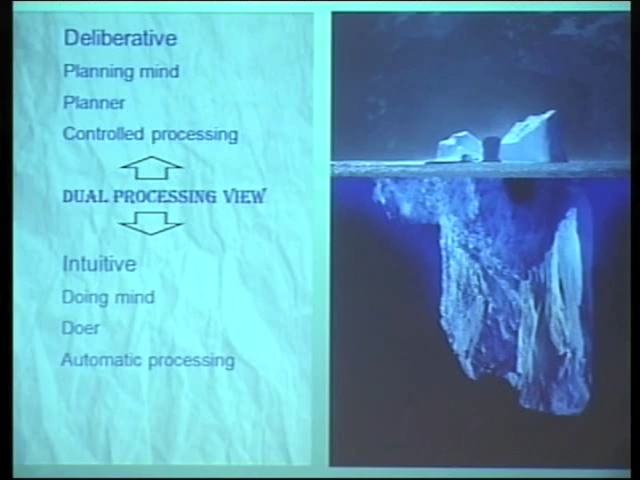 Deliberative
Planning mind
Planner
Controlled processing
DUAL PROCESSING VIEW
Intuitive
Doing mind
Doer
Automatic processing